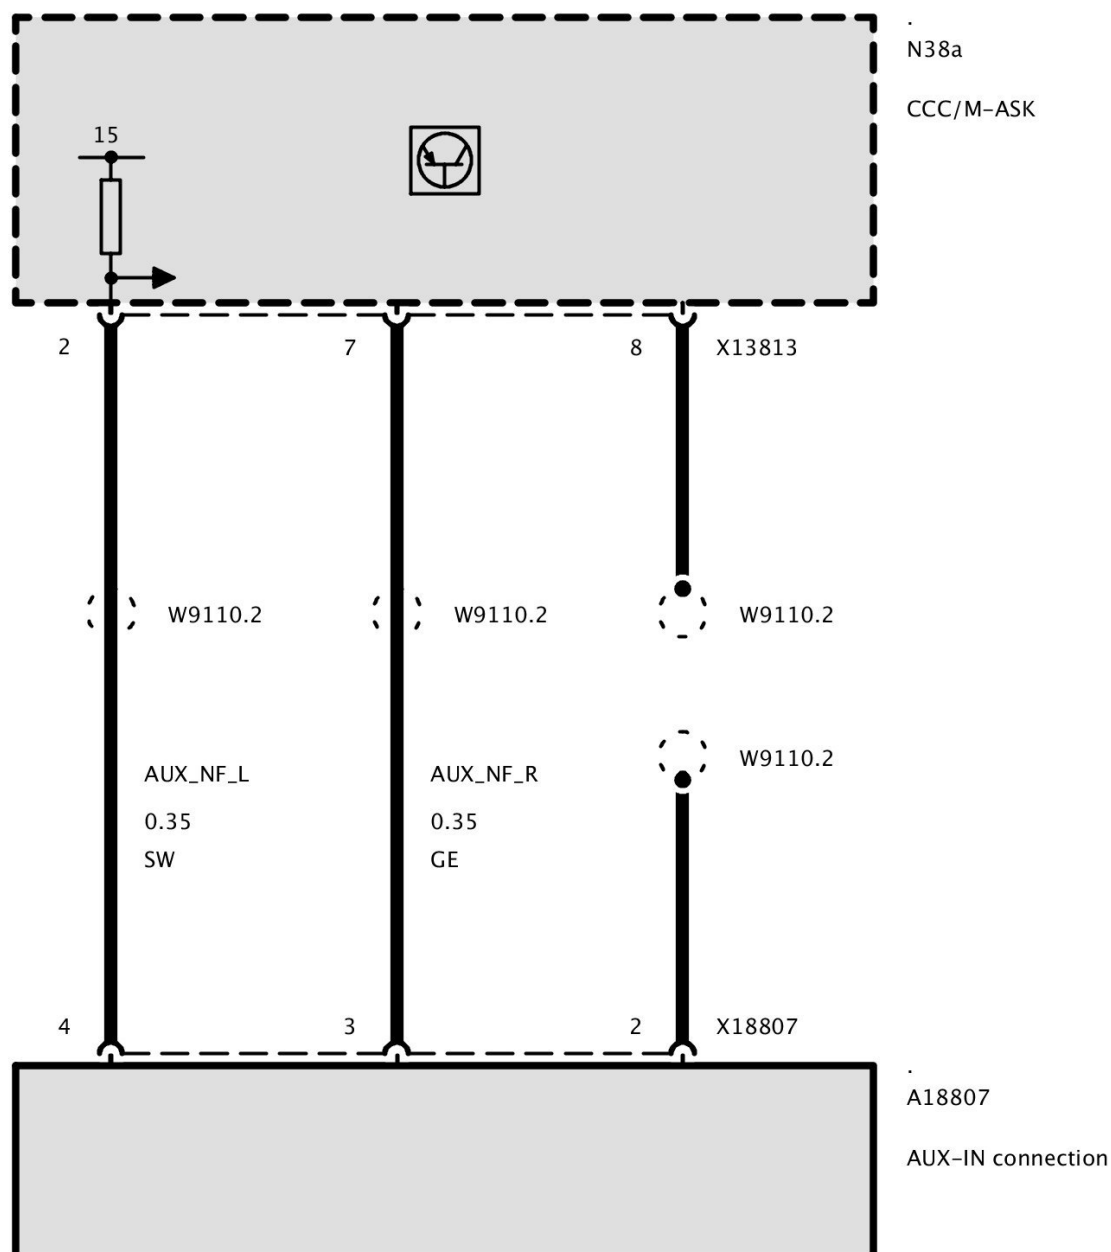 .
N38a
CCC/M-ASK
15
2
7
8
X13813
W9110.2
W9110.2
W9110.2
W9110.2
AUX_NF_L
AUX_NF_R
0.35
0.35
SW
GE
4
3
2
X18807
.
A18807
AUX-IN connection